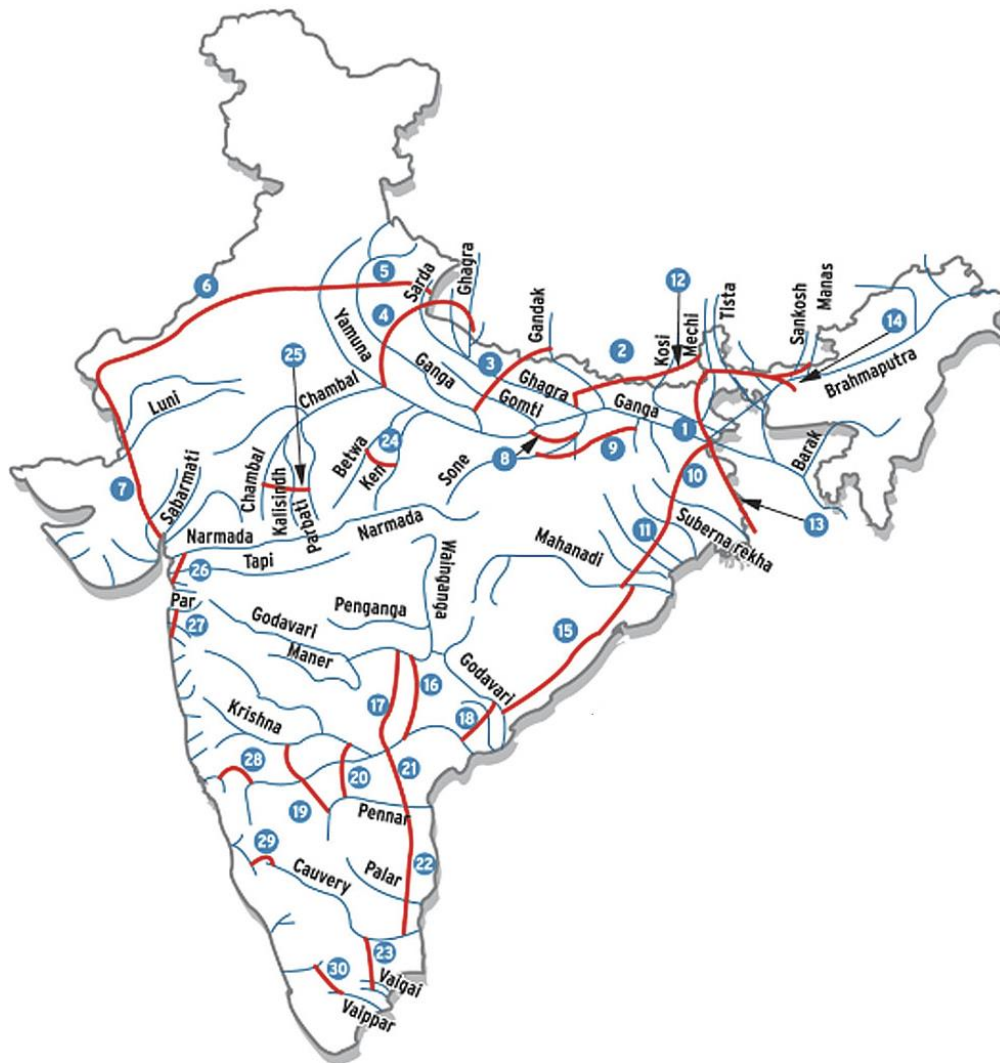 6
5
Sarda
Ghagra
4
12
Tista
Sankosh
Manas
14
Gandak
2
Kosi
Mechi
Yamuna
3
25
Chambal
Ganga
Ghagra
Gomti
Ganga
Brahmaputra
Luni
1
7
Sabarmati
Chambal
Kalisindh
Parbati
Betwa
24
Ken
Sone
8
9
10
Barak
Narmada
Narmada
Suberna rekha
13
26
Tapi
Wainganga
Mahanadi
11
Par
27
Penganga
Godavari
Maner
15
Godavari
16
17
18
Krishna
28
20
21
19
Pennar
29
Cauvery
Palar
22
23
30
Vaigai
Vaippar